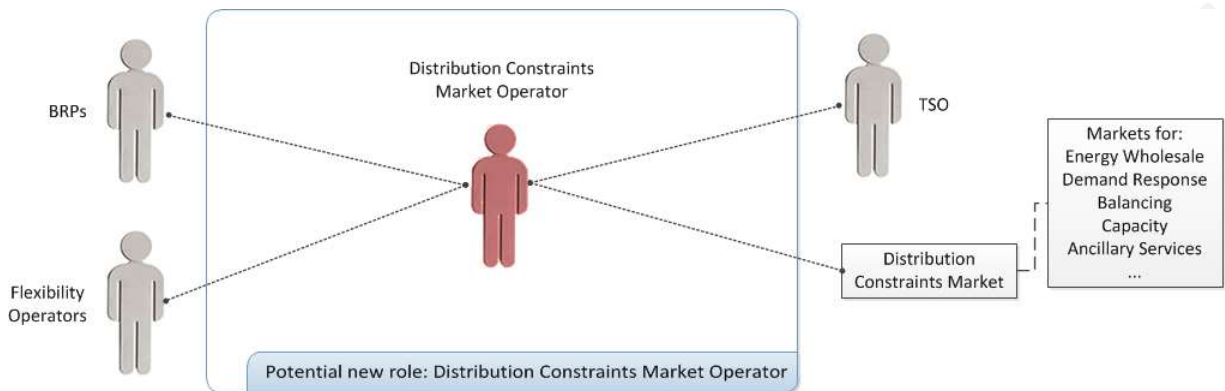 Distribution Constraints
Market Operator
BRPs
TSO
Markets for:
Energy Wholesale
Demand Response
Balancing
Capacity
Ancillary Services
...
Distribution
Constraints Market
Flexibility
Operators
Potential new role: Distribution Constraints Market Operator